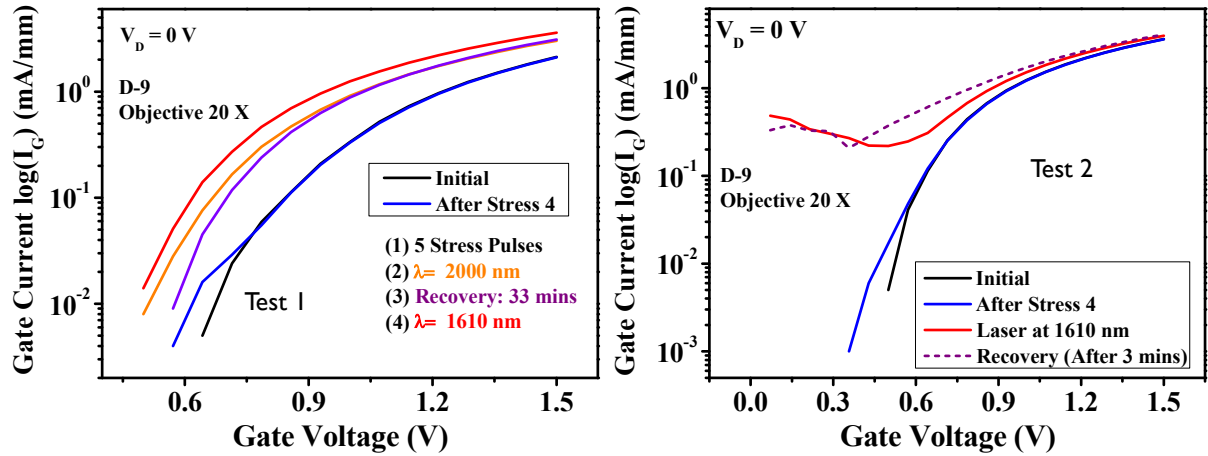 V_D = 0 V
D-9
Objective 20 X
Initial
After Stress 4
(1) 5 Stress Pulses
(2) λ= 2000 nm
(3) Recovery: 33 mins
(4) λ= 1610 nm
Test 1
10^0
10^-1
10^-2
0.6 0.9 1.2 1.5
Gate Voltage (V)
Gate Current log(I_G) (mA/mm)
V_D = 0 V
Test 2
D-9
Objective 20 X
Initial
After Stress 4
Laser at 1610 nm
Recovery (After 3 mins)
10^0
10^-1
10^-2
10^-3
0.0 0.3 0.6 0.9 1.2 1.5
Gate Voltage (V)
Gate Current log(I_G) (mA/mm)